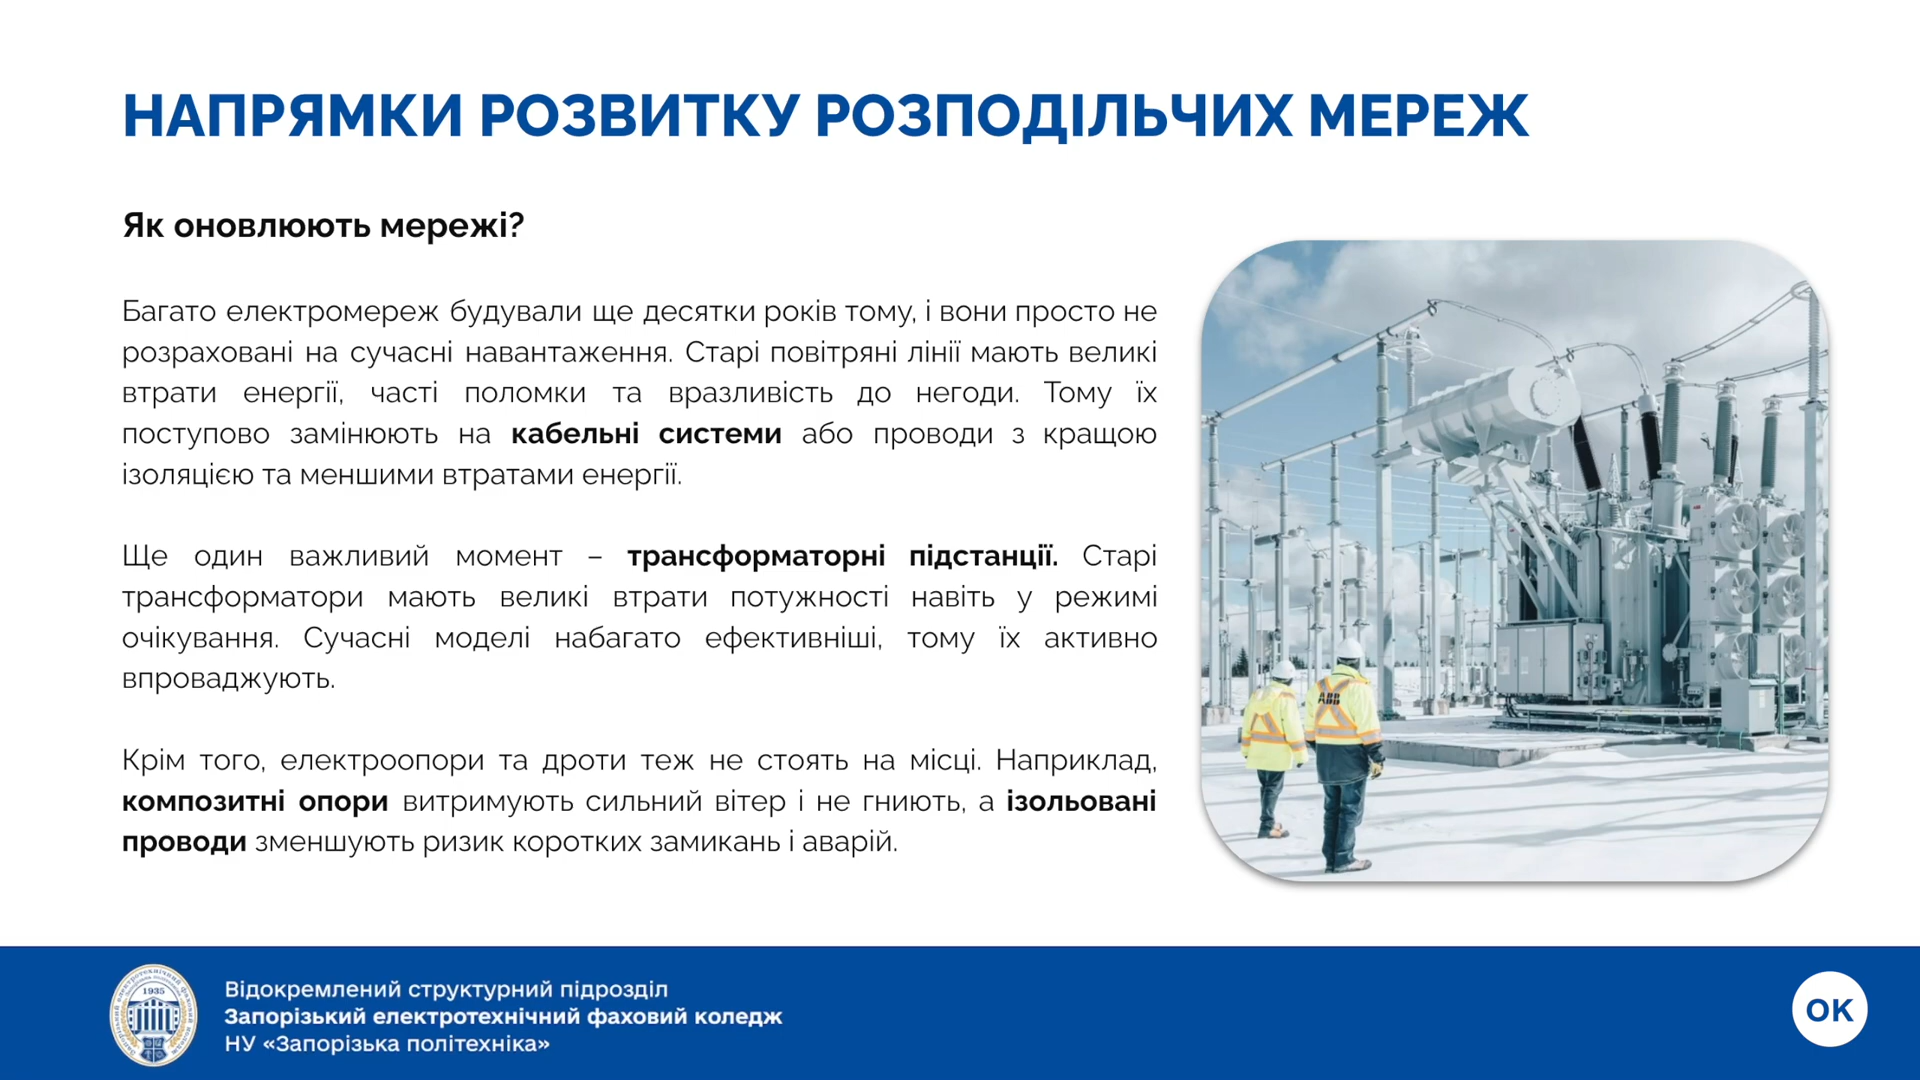 НАПРЯМКИ РОЗВИТКУ РОЗПОДІЛЬЧИХ МЕРЕЖ
Як оновлюють мережі?
Багато електромереж будували ще десятки років тому, і вони просто не
розраховані на сучасні навантаження. Старі повітряні лінії мають великі
втрати енергії, часті поломки та вразливість до негоди. Тому їх
поступово замінюють на кабельні системи або проводи з кращою
ізоляцією та меншими втратами енергії.
Ще один важливий момент – трансформаторні підстанції. Старі
трансформатори мають великі втрати потужності навіть у режимі
очікування. Сучасні моделі набагато ефективніші, тому їх активно
впроваджують.
Крім того, електроопори та дроти теж не стоять на місці. Наприклад,
композитні опори витримують сильний вітер і не гниють, а ізольовані
проводи зменшують ризик коротких замикань і аварій.
ABB
1935
Відокремлений структурний підрозділ
Запорізький електротехнічний фаховий коледж
НУ «Запорізька політехніка»
ОК